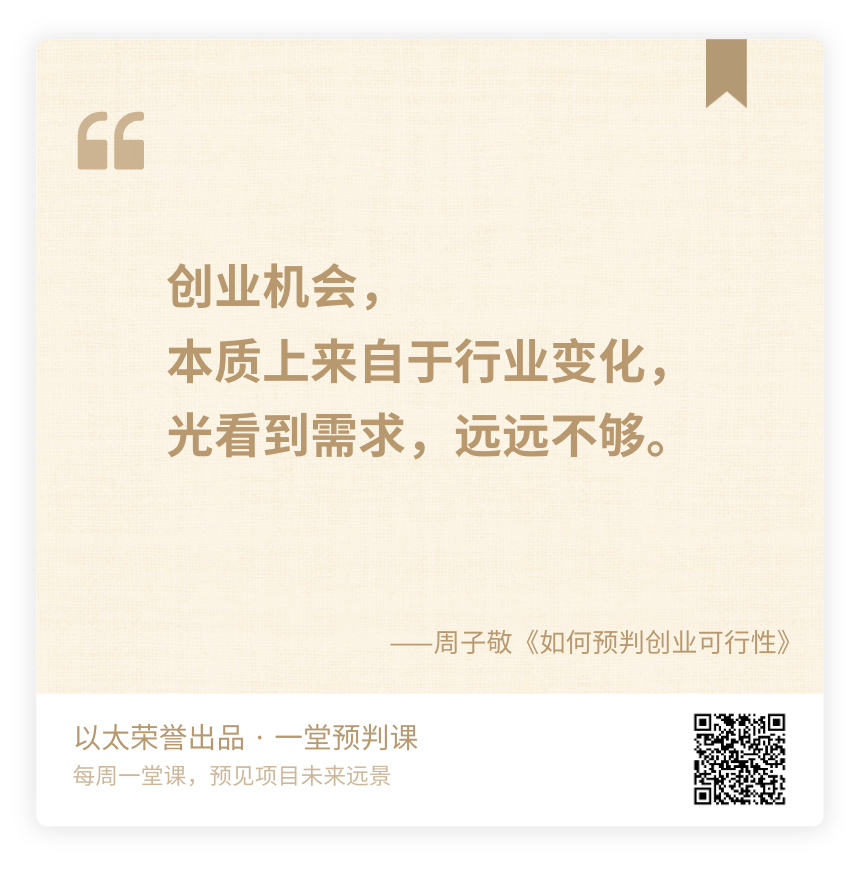 创业机会，
本质上来自于行业变化，
光看到需求，远远不够。
——周子敬《如何预判创业可行性》
以太荣誉出品 · 一堂预判课
每周一堂课，预见项目未来远景